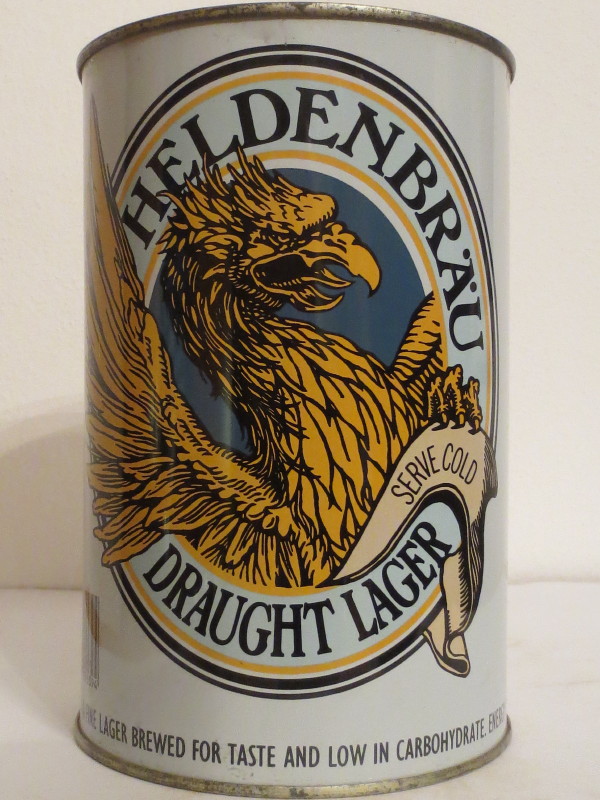 HELDENBRÄU
SERVE COLD
DRAUGHT LAGER
LAGER BREWED FOR TASTE AND LOW IN CARBOHYDRATE.